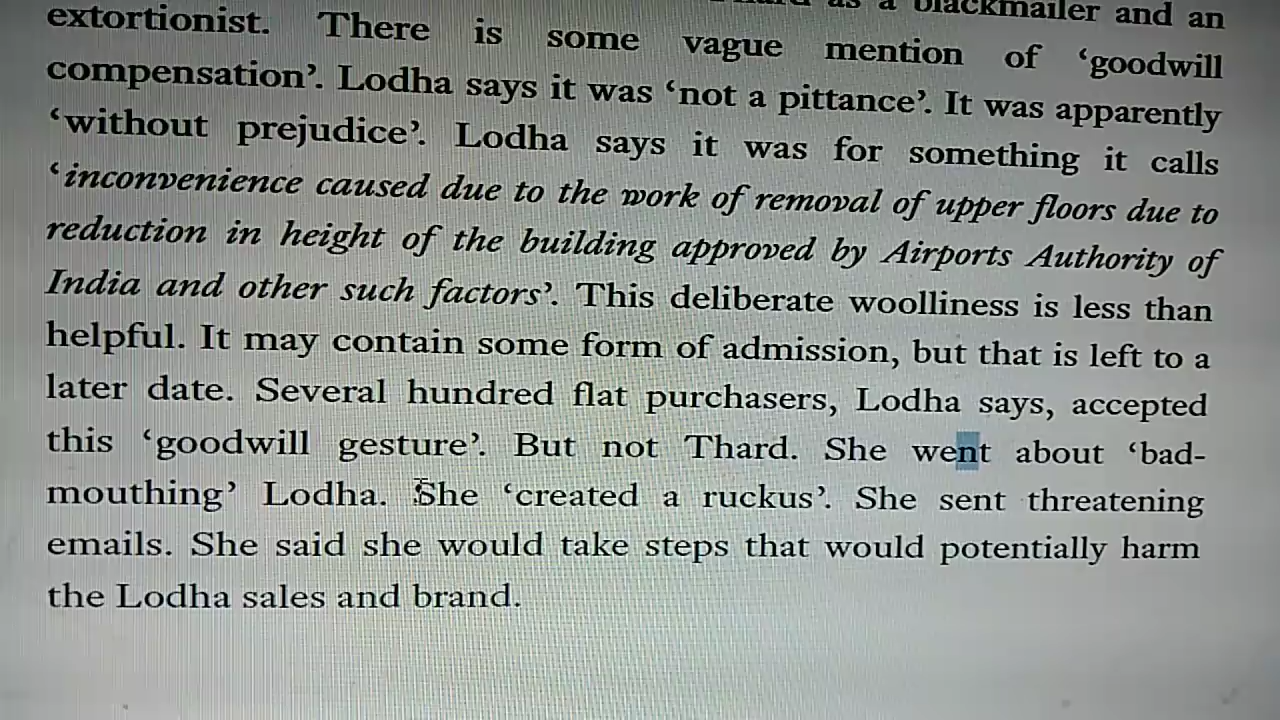 as a blackmailer and an
extortionist. There is some vague mention of ‘goodwill
compensation’. Lodha says it was ‘not a pittance’. It was apparently
‘without prejudice’. Lodha says it was for something it calls
‘inconvenience caused due to the work of removal of upper floors due to
reduction in height of the building approved by Airports Authority of
India and other such factors’. This deliberate woolliness is less than
helpful. It may contain some form of admission, but that is left to a
later date. Several hundred flat purchasers, Lodha says, accepted
this ‘goodwill gesture’. But not Thard. She went about ‘bad-
mouthing’ Lodha. She ‘created a ruckus’. She sent threatening
emails. She said she would take steps that would potentially harm
the Lodha sales and brand.